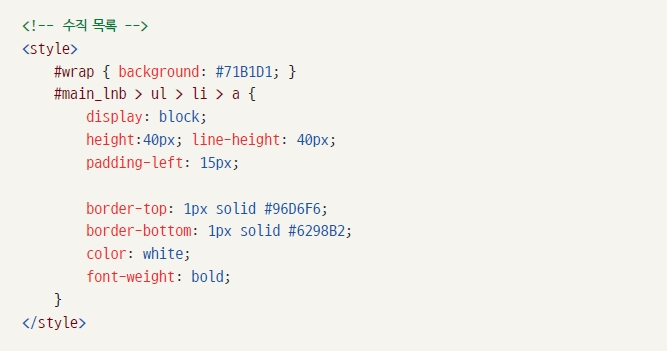 <!-- 수직 목록 -->
<style>
    #wrap { background: #71B1D1; }
    #main_lnb > ul > li > a {
        display: block;
        height:40px; line-height: 40px;
        padding-left: 15px;

        border-top: 1px solid #96D6F6;
        border-bottom: 1px solid #6298B2;
        color: white;
        font-weight: bold;
    }
</style>